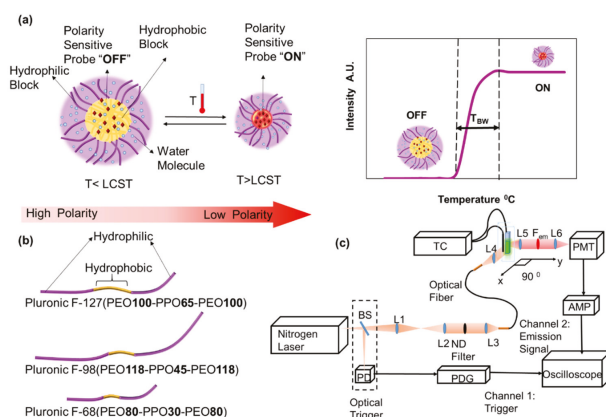 (a)
Polarity
Sensitive
Probe "OFF"
Hydrophobic
Block
Polarity
Sensitive
Probe "ON"
Hydrophilic
Block
T
Water
Molecule
T< LCST
T>LCST
High Polarity
Low Polarity
Intensity A.U.
OFF
TBW
ON
Temperature ⁰C
(b)
Hydrophilic
Hydrophobic
Pluronic F-127(PEO100-PPO65-PEO100)
Pluronic F-98(PEO118-PPO45-PEO118)
Pluronic F-68(PEO80-PPO30-PEO80)
(c)
TC
L4
L5
Fem
L6
PMT
x
y
90 ⁰
Optical
Fiber
AMP
BS
L1
Nitrogen
Laser
L2
ND
Filter
L3
Channel 2:
Emission
Signal
PD
PDG
Oscilloscope
Optical
Trigger
Channel 1:
Trigger